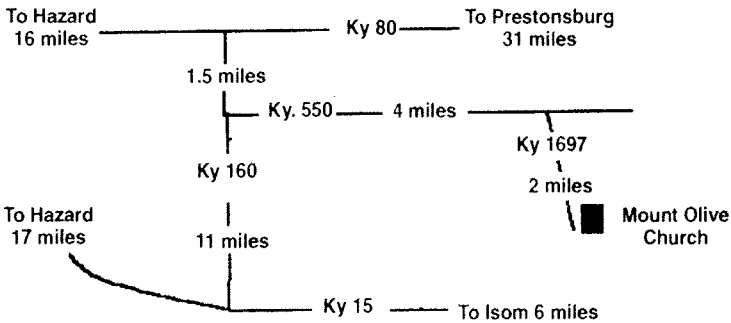 To Hazard
16 miles
Ky 80
To Prestonsburg
31 miles
1.5 miles
Ky. 550
4 miles
Ky 1697
Ky 160
2 miles
To Hazard
17 miles
11 miles
Mount Olive
Church
Ky 15
To Isom 6 miles